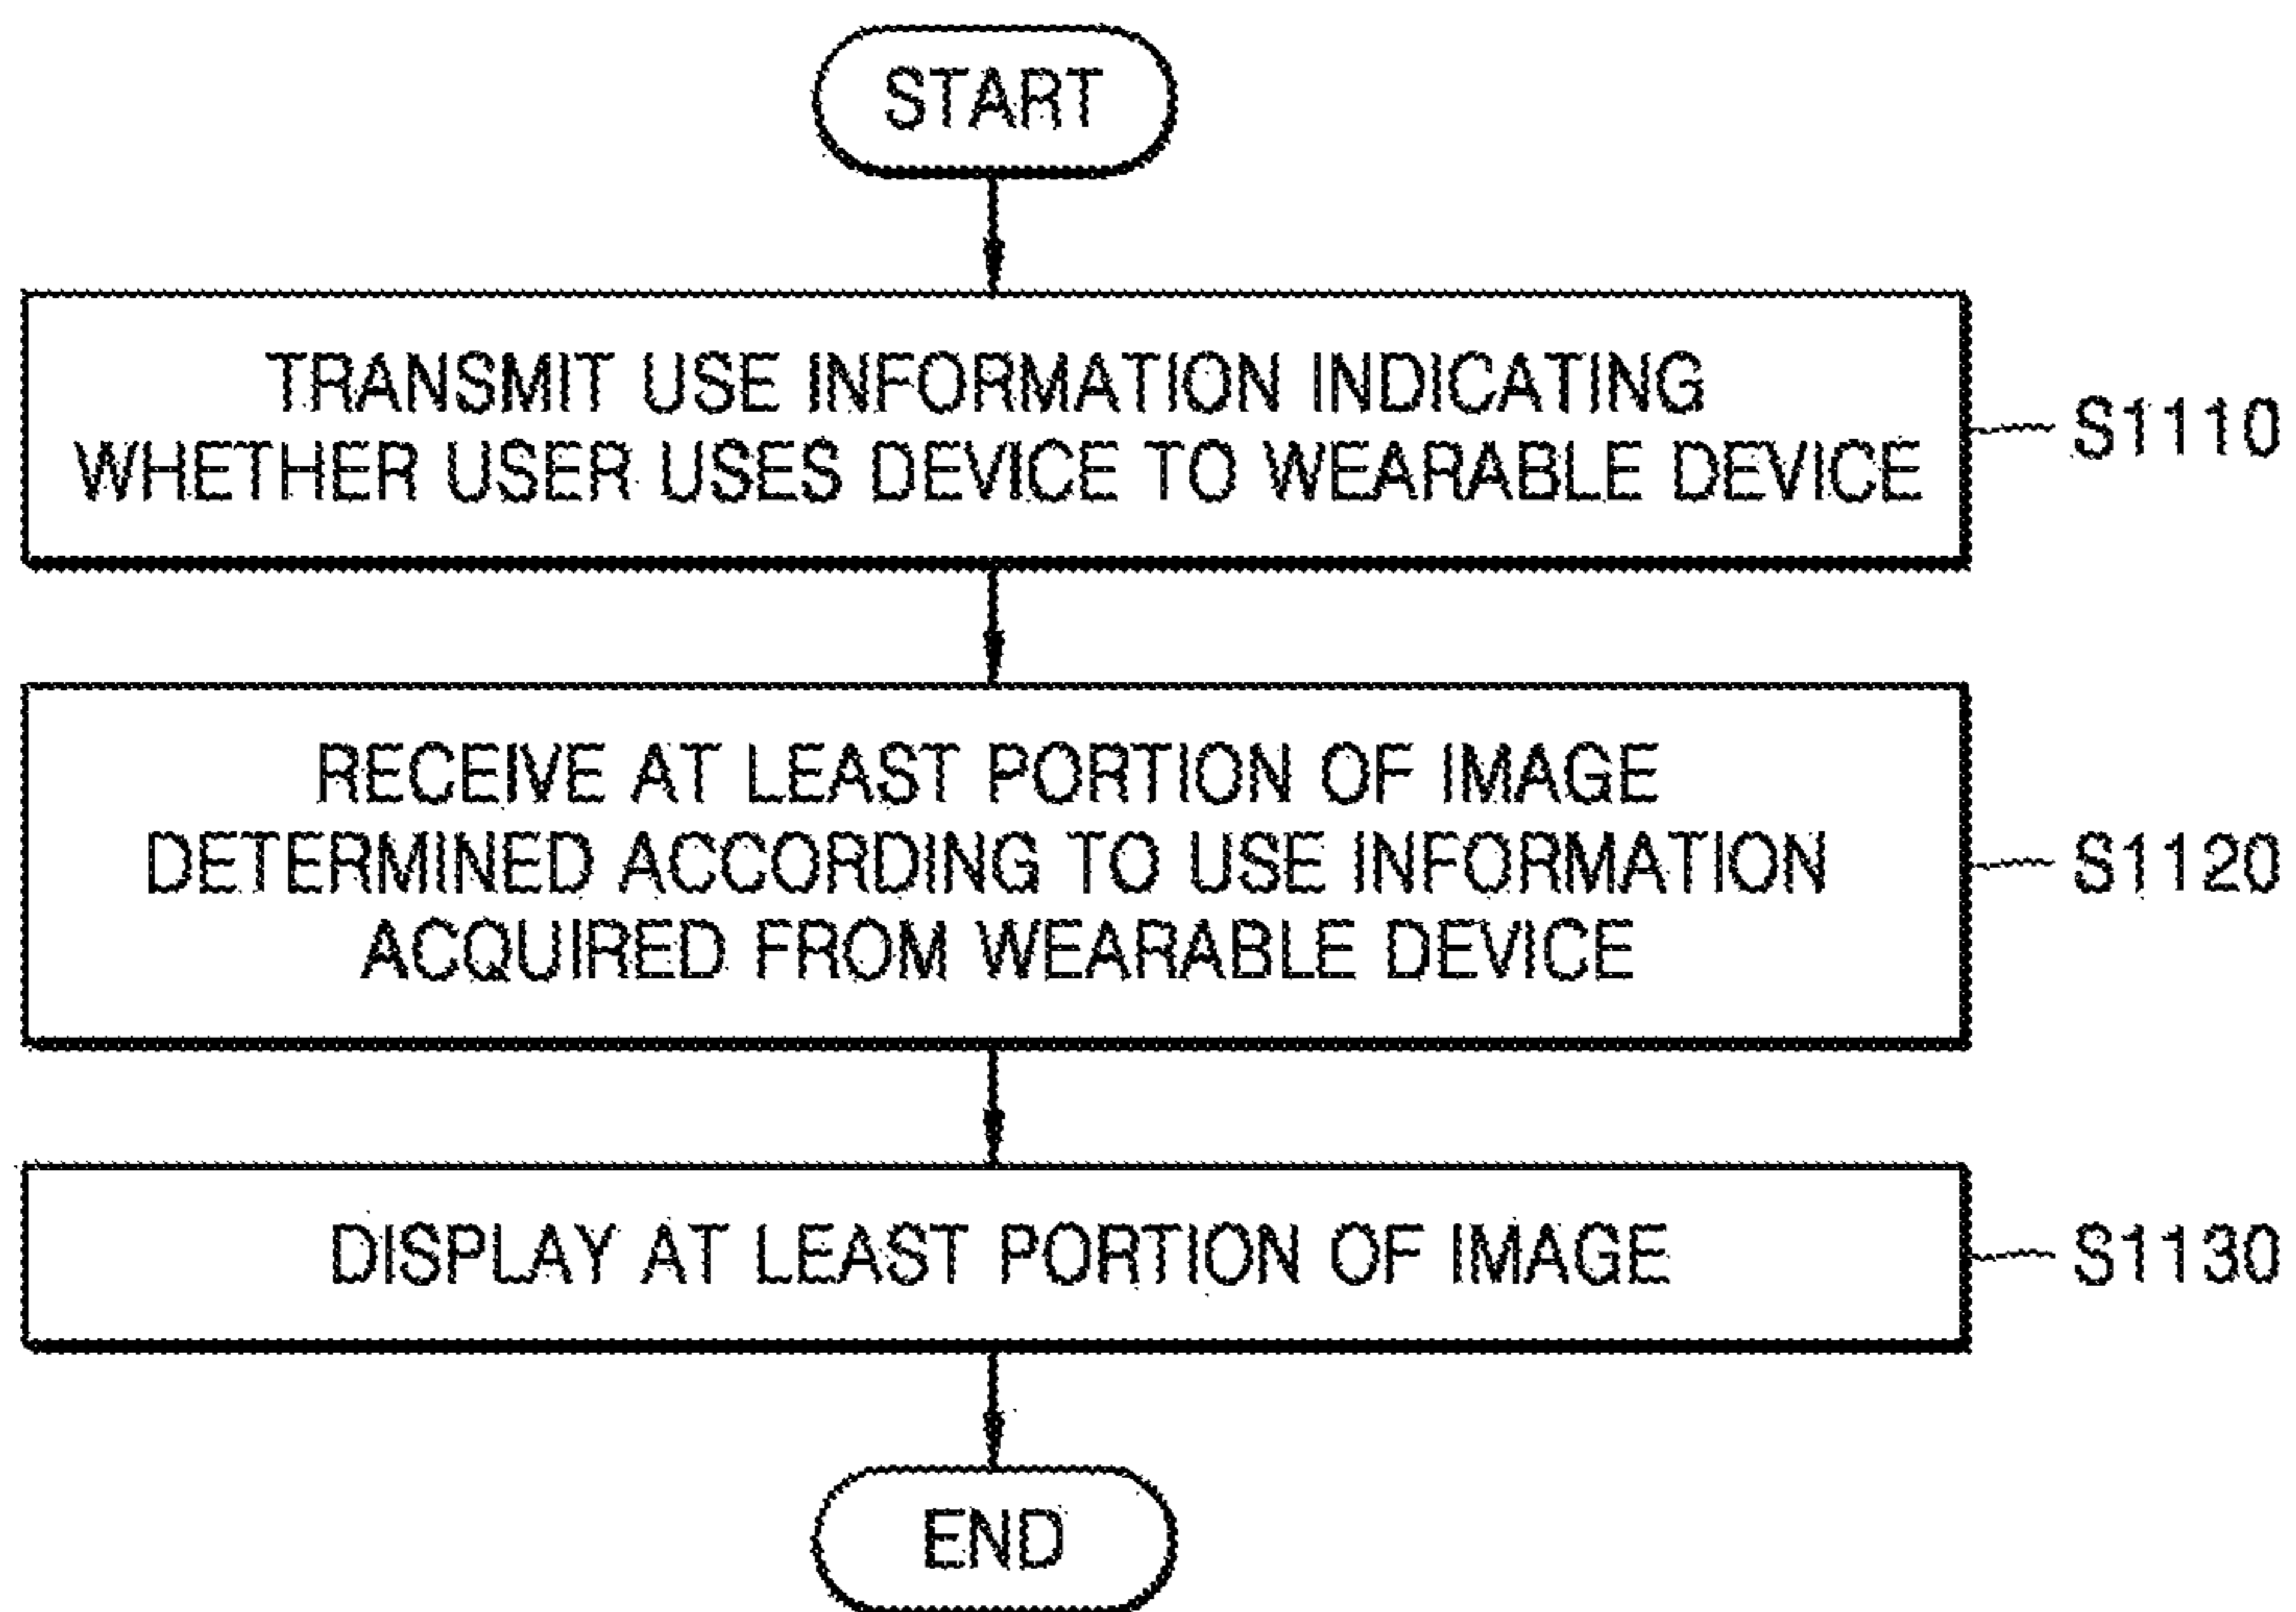 START
TRANSMIT USE INFORMATION INDICATING
WHETHER USER USES DEVICE TO WEARABLE DEVICE
S1110
RECEIVE AT LEAST PORTION OF IMAGE
DETERMINED ACCORDING TO USE INFORMATION
ACQUIRED FROM WEARABLE DEVICE
S1120
DISPLAY AT LEAST PORTION OF IMAGE
S1130
END